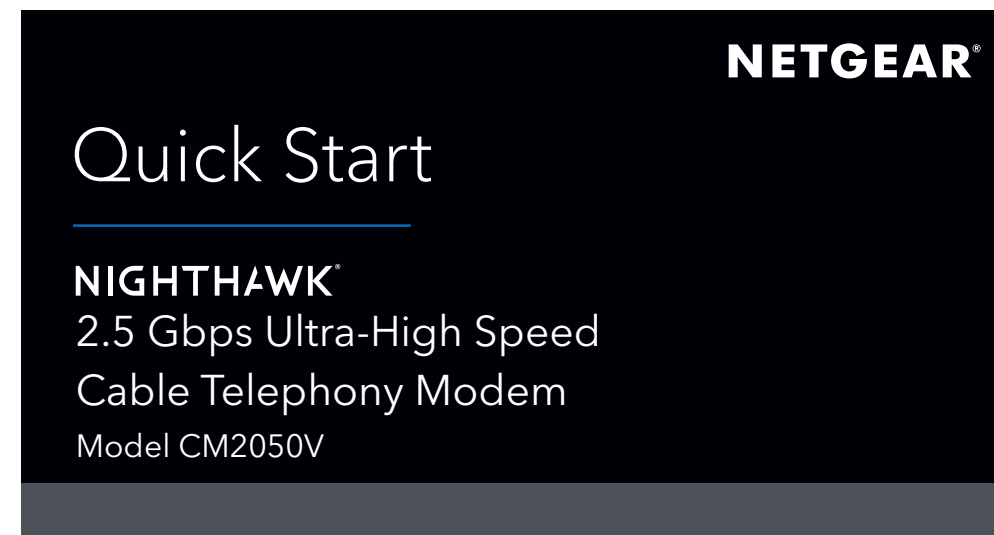 NETGEAR®
Quick Start
NIGHTHAWK®
2.5 Gbps Ultra-High Speed
Cable Telephony Modem
Model CM2050V